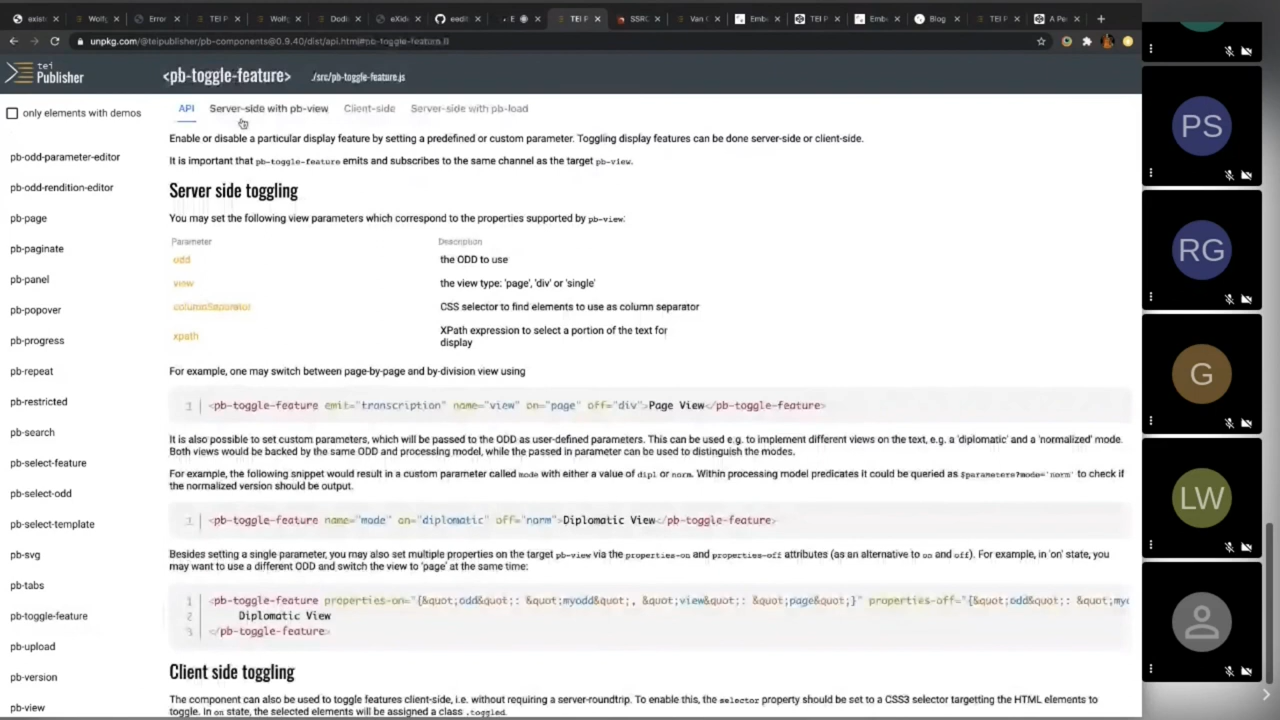 existo
Wolfg
Error
TEI P
Wolfg
Dodis
eXide
eedit
E
TEI P
SSRQ
Van G
Embe
TEI P
Embe
Blog
TEI P
A Pe
unpkg.com/@teipublisher/pb-components@0.9.40/dist/api.html#pb-toggle-feature.0
tei
Publisher
<pb-toggle-feature>
./src/pb-toggle-feature.js
only elements with demos
API
Server-side with pb-view
Client-side
Server-side with pb-load
pb-odd-parameter-editor
pb-odd-rendition-editor
pb-page
pb-paginate
pb-panel
pb-popover
pb-progress
pb-repeat
pb-restricted
pb-search
pb-select-feature
pb-select-odd
pb-select-template
pb-svg
pb-tabs
pb-toggle-feature
pb-upload
pb-version
pb-view
Enable or disable a particular display feature by setting a predefined or custom parameter. Toggling display features can be done server-side or client-side.
It is important that pb-toggle-feature emits and subscribes to the same channel as the target pb-view.
Server side toggling
You may set the following view parameters which correspond to the properties supported by pb-view:
Parameter
Description
odd
the ODD to use
view
the view type: 'page', 'div' or 'single'
columnSeparator
CSS selector to find elements to use as column separator
xpath
XPath expression to select a portion of the text for
display
For example, one may switch between page-by-page and by-division view using
1 <pb-toggle-feature emit="transcription" name="view" on="page" off="div">Page View</pb-toggle-feature>
It is also possible to set custom parameters, which will be passed to the ODD as user-defined parameters. This can be used e.g. to implement different views on the text, e.g. a 'diplomatic' and a 'normalized' mode.
Both views would be backed by the same ODD and processing model, while the passed in parameter can be used to distinguish the modes.
For example, the following snippet would result in a custom parameter called mode with either a value of dipl or norm. Within processing model predicates it could be queried as $parameters?mode='norm' to check if
the normalized version should be output.
1 <pb-toggle-feature name="mode" on="diplomatic" off="norm">Diplomatic View</pb-toggle-feature>
Besides setting a single parameter, you may also set multiple properties on the target pb-view via the properties-on and properties-off attributes (as an alternative to on and off). For example, in 'on' state, you
may want to use a different ODD and switch the view to 'page' at the same time:
1 <pb-toggle-feature properties-on="{&quot;odd&quot;: &quot;myodd&quot;, &quot;view&quot;: &quot;page&quot;}" properties-off="{&quot;odd&quot;: &quot;my
2 Diplomatic View
3 </pb-toggle-feature>
Client side toggling
The component can also be used to toggle features client-side, i.e. without requiring a server-roundtrip. To enable this, the selector property should be set to a CSS3 selector targetting the HTML elements to
toggle. In on state, the selected elements will be assigned a class .toggled.
PS
RG
G
LW